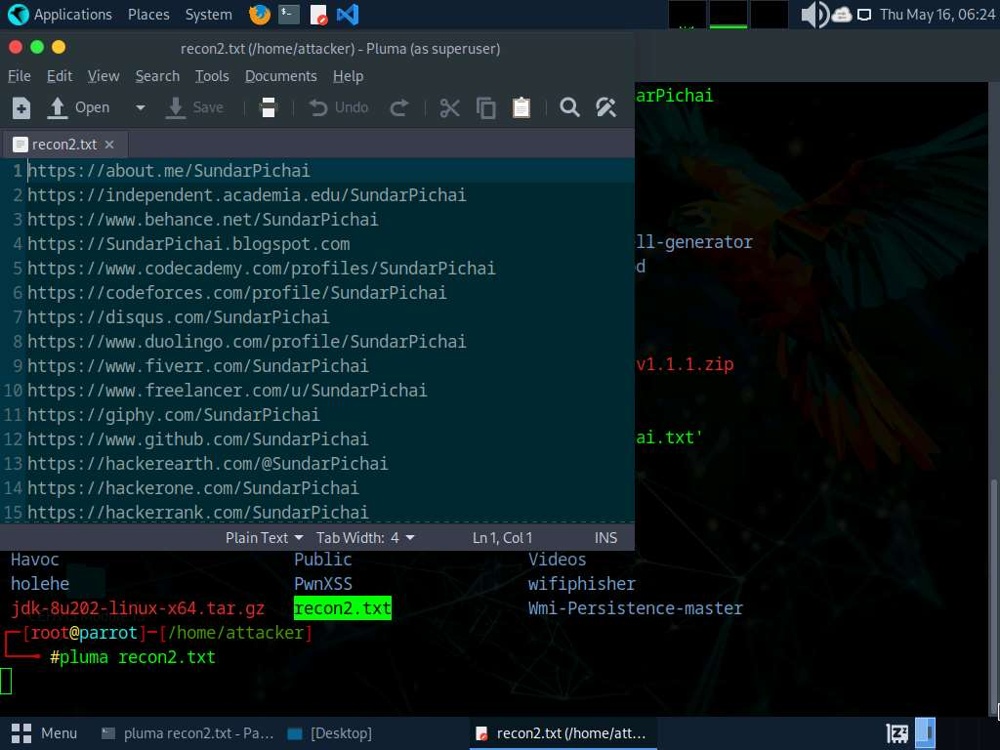 Applications Places System Thu May 16, 06:24
recon2.txt (/home/attacker) - Pluma (as superuser)
File Edit View Search Tools Documents Help
Open Save Undo
arPichai
recon2.txt
1 https://about.me/SundarPichai
2 https://independent.academia.edu/SundarPichai
3 https://www.behance.net/SundarPichai
4 https://SundarPichai.blogspot.com
ll-generator
5 https://www.codecademy.com/profiles/SundarPichai
d
6 https://codeforces.com/profile/SundarPichai
7 https://disqus.com/SundarPichai
8 https://www.duolingo.com/profile/SundarPichai
9 https://www.fiverr.com/SundarPichai
v1.1.1.zip
10 https://www.freelancer.com/u/SundarPichai
11 https://giphy.com/SundarPichai
12 https://www.github.com/SundarPichai
ai.txt'
13 https://hackerearth.com/@SundarPichai
14 https://hackerone.com/SundarPichai
15 https://hackerrank.com/SundarPichai
Plain Text Tab Width: 4 Ln 1, Col 1 INS
Havoc Public Videos
holehe PwnXSS wifiphisher
jdk-8u202-linux-x64.tar.gz recon2.txt Wmi-Persistence-master
[root@parrot]-[/home/attacker]
#pluma recon2.txt
Menu pluma recon2.txt - Pa... [Desktop] recon2.txt (/home/att...